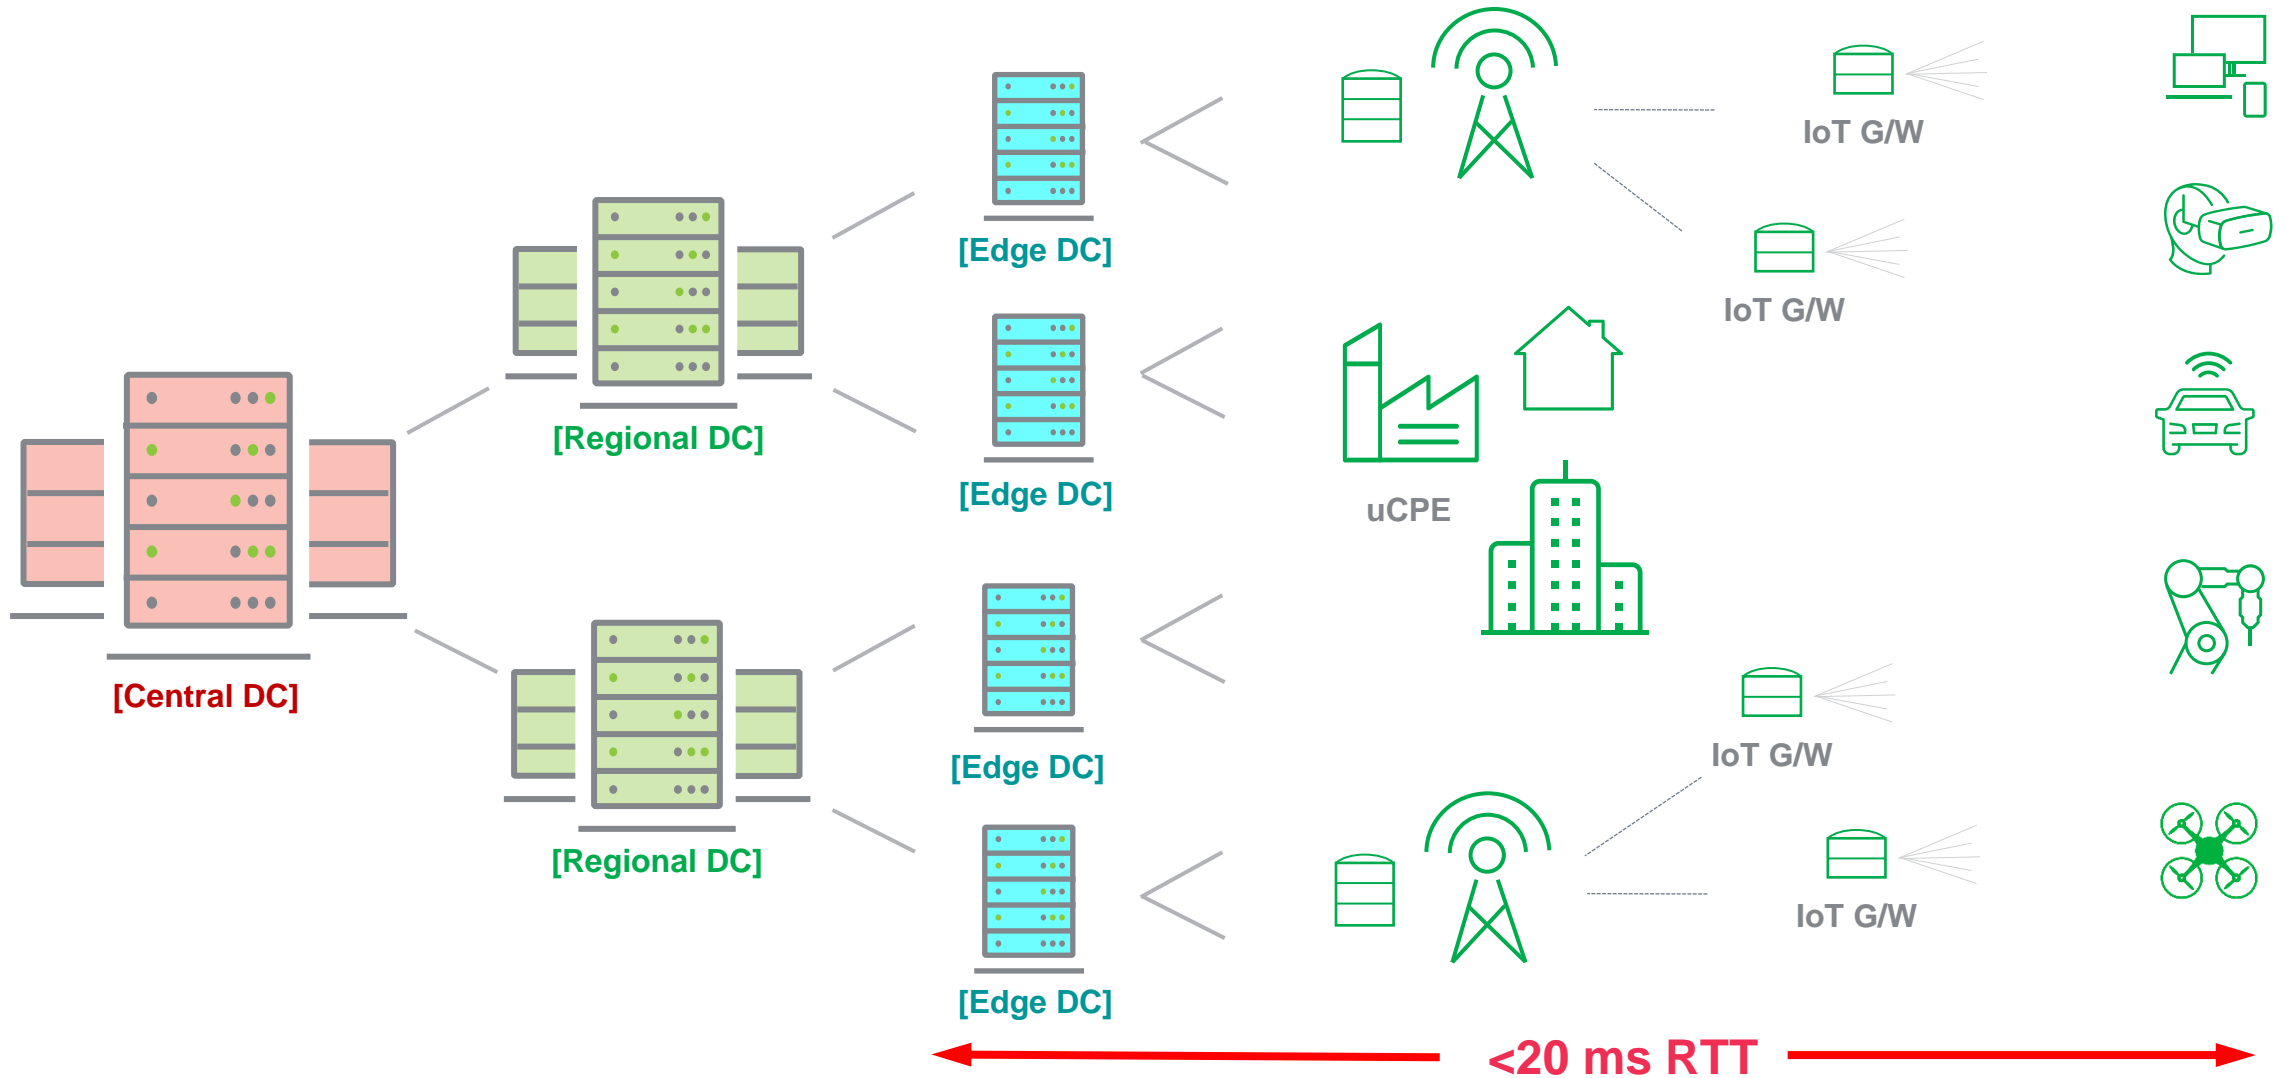 IoT G/W
[Edge DC]
IoT G/W
[Regional DC]
[Edge DC]
uCPE
[Central DC]
IoT G/W
[Edge DC]
[Regional DC]
IoT G/W
[Edge DC]
<20 ms RTT